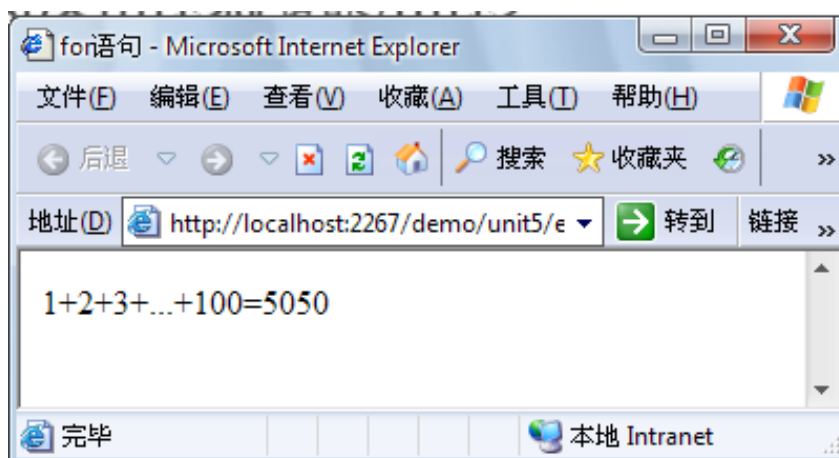 for语句 - Microsoft Internet Explorer
文件(F) 编辑(E) 查看(V) 收藏(A) 工具(T) 帮助(H)
后退 搜索 收藏夹 »
地址(D) http://localhost:2267/demo/unit5/e 转到 链接 »
1+2+3+...+100=5050
完毕 本地 Intranet